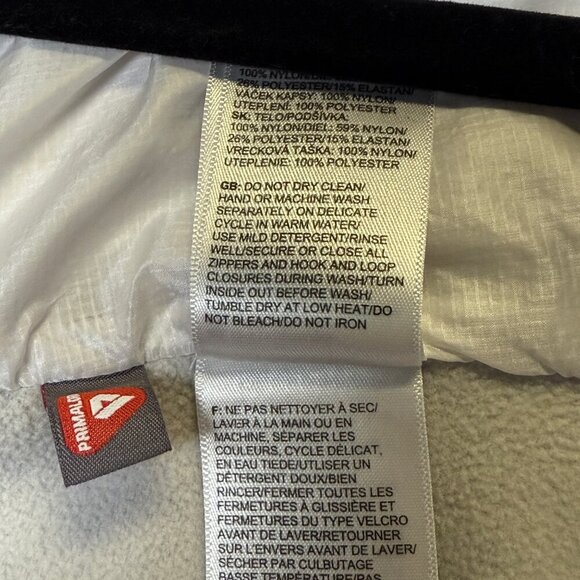 100% NYLON/
26% POLYESTER/15% ELASTAN/
VÁČEK KAPSY: 100% NYLON/
UTEPLENÍ: 100% POLYESTER
SK: TELO/PODŠÍVKA:
100% NYLON/DIEL: 59% NYLON/
26% POLYESTER/15% ELASTAN/
VRECKOVÁ TAŠKA: 100% NYLON/
UTEPLENIE: 100% POLYESTER
GB: DO NOT DRY CLEAN/
HAND OR MACHINE WASH
SEPARATELY ON DELICATE
CYCLE IN WARM WATER/
USE MILD DETERGENT/RINSE
WELL/SECURE OR CLOSE ALL
ZIPPERS AND HOOK AND LOOP
CLOSURES DURING WASH/TURN
INSIDE OUT BEFORE WASH/
TUMBLE DRY AT LOW HEAT/DO
NOT BLEACH/DO NOT IRON
PRIMALO
F: NE PAS NETTOYER À SEC/
LAVER À LA MAIN OU EN
MACHINE, SÉPARER LES
COULEURS, CYCLE DÉLICAT,
EN EAU TIEDE/UTLISER UN
DÉTERGENT DOUX/BIEN
RINCER/FERMER TOUTES LES
FERMETURES À GLISSIÈRE ET
FERMETURES DU TYPE VELCRO
AVANT DE LAVER/RETOURNER
SUR L'ENVERS AVANT DE LAVER/
SÉCHER PAR CULBUTAGE
BASSE TEMPÉRATURE/PAS